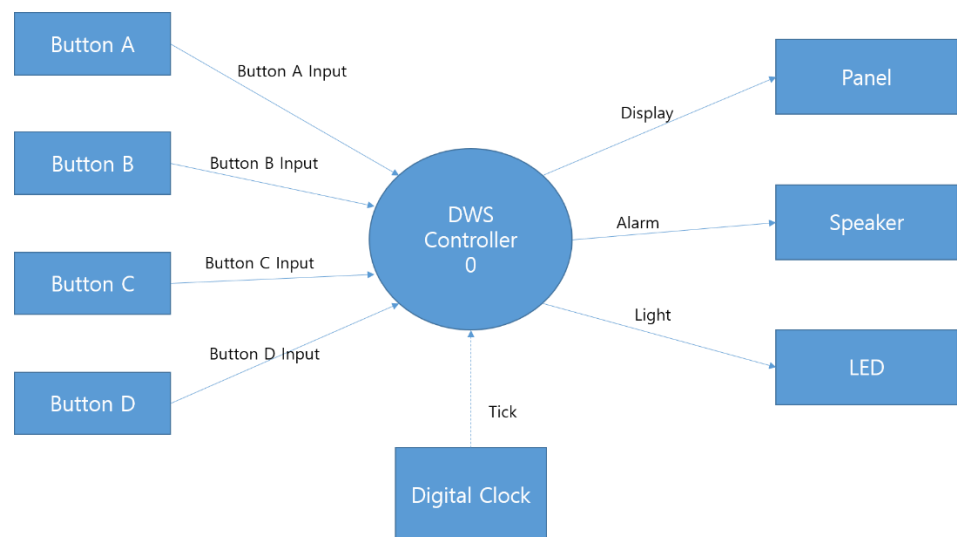 Button A
Button A Input
Button B
Button B Input
Button C
Button C Input
Button D
Button D Input
DWS
Controller
0
Tick
Digital Clock
Display
Panel
Alarm
Speaker
Light
LED